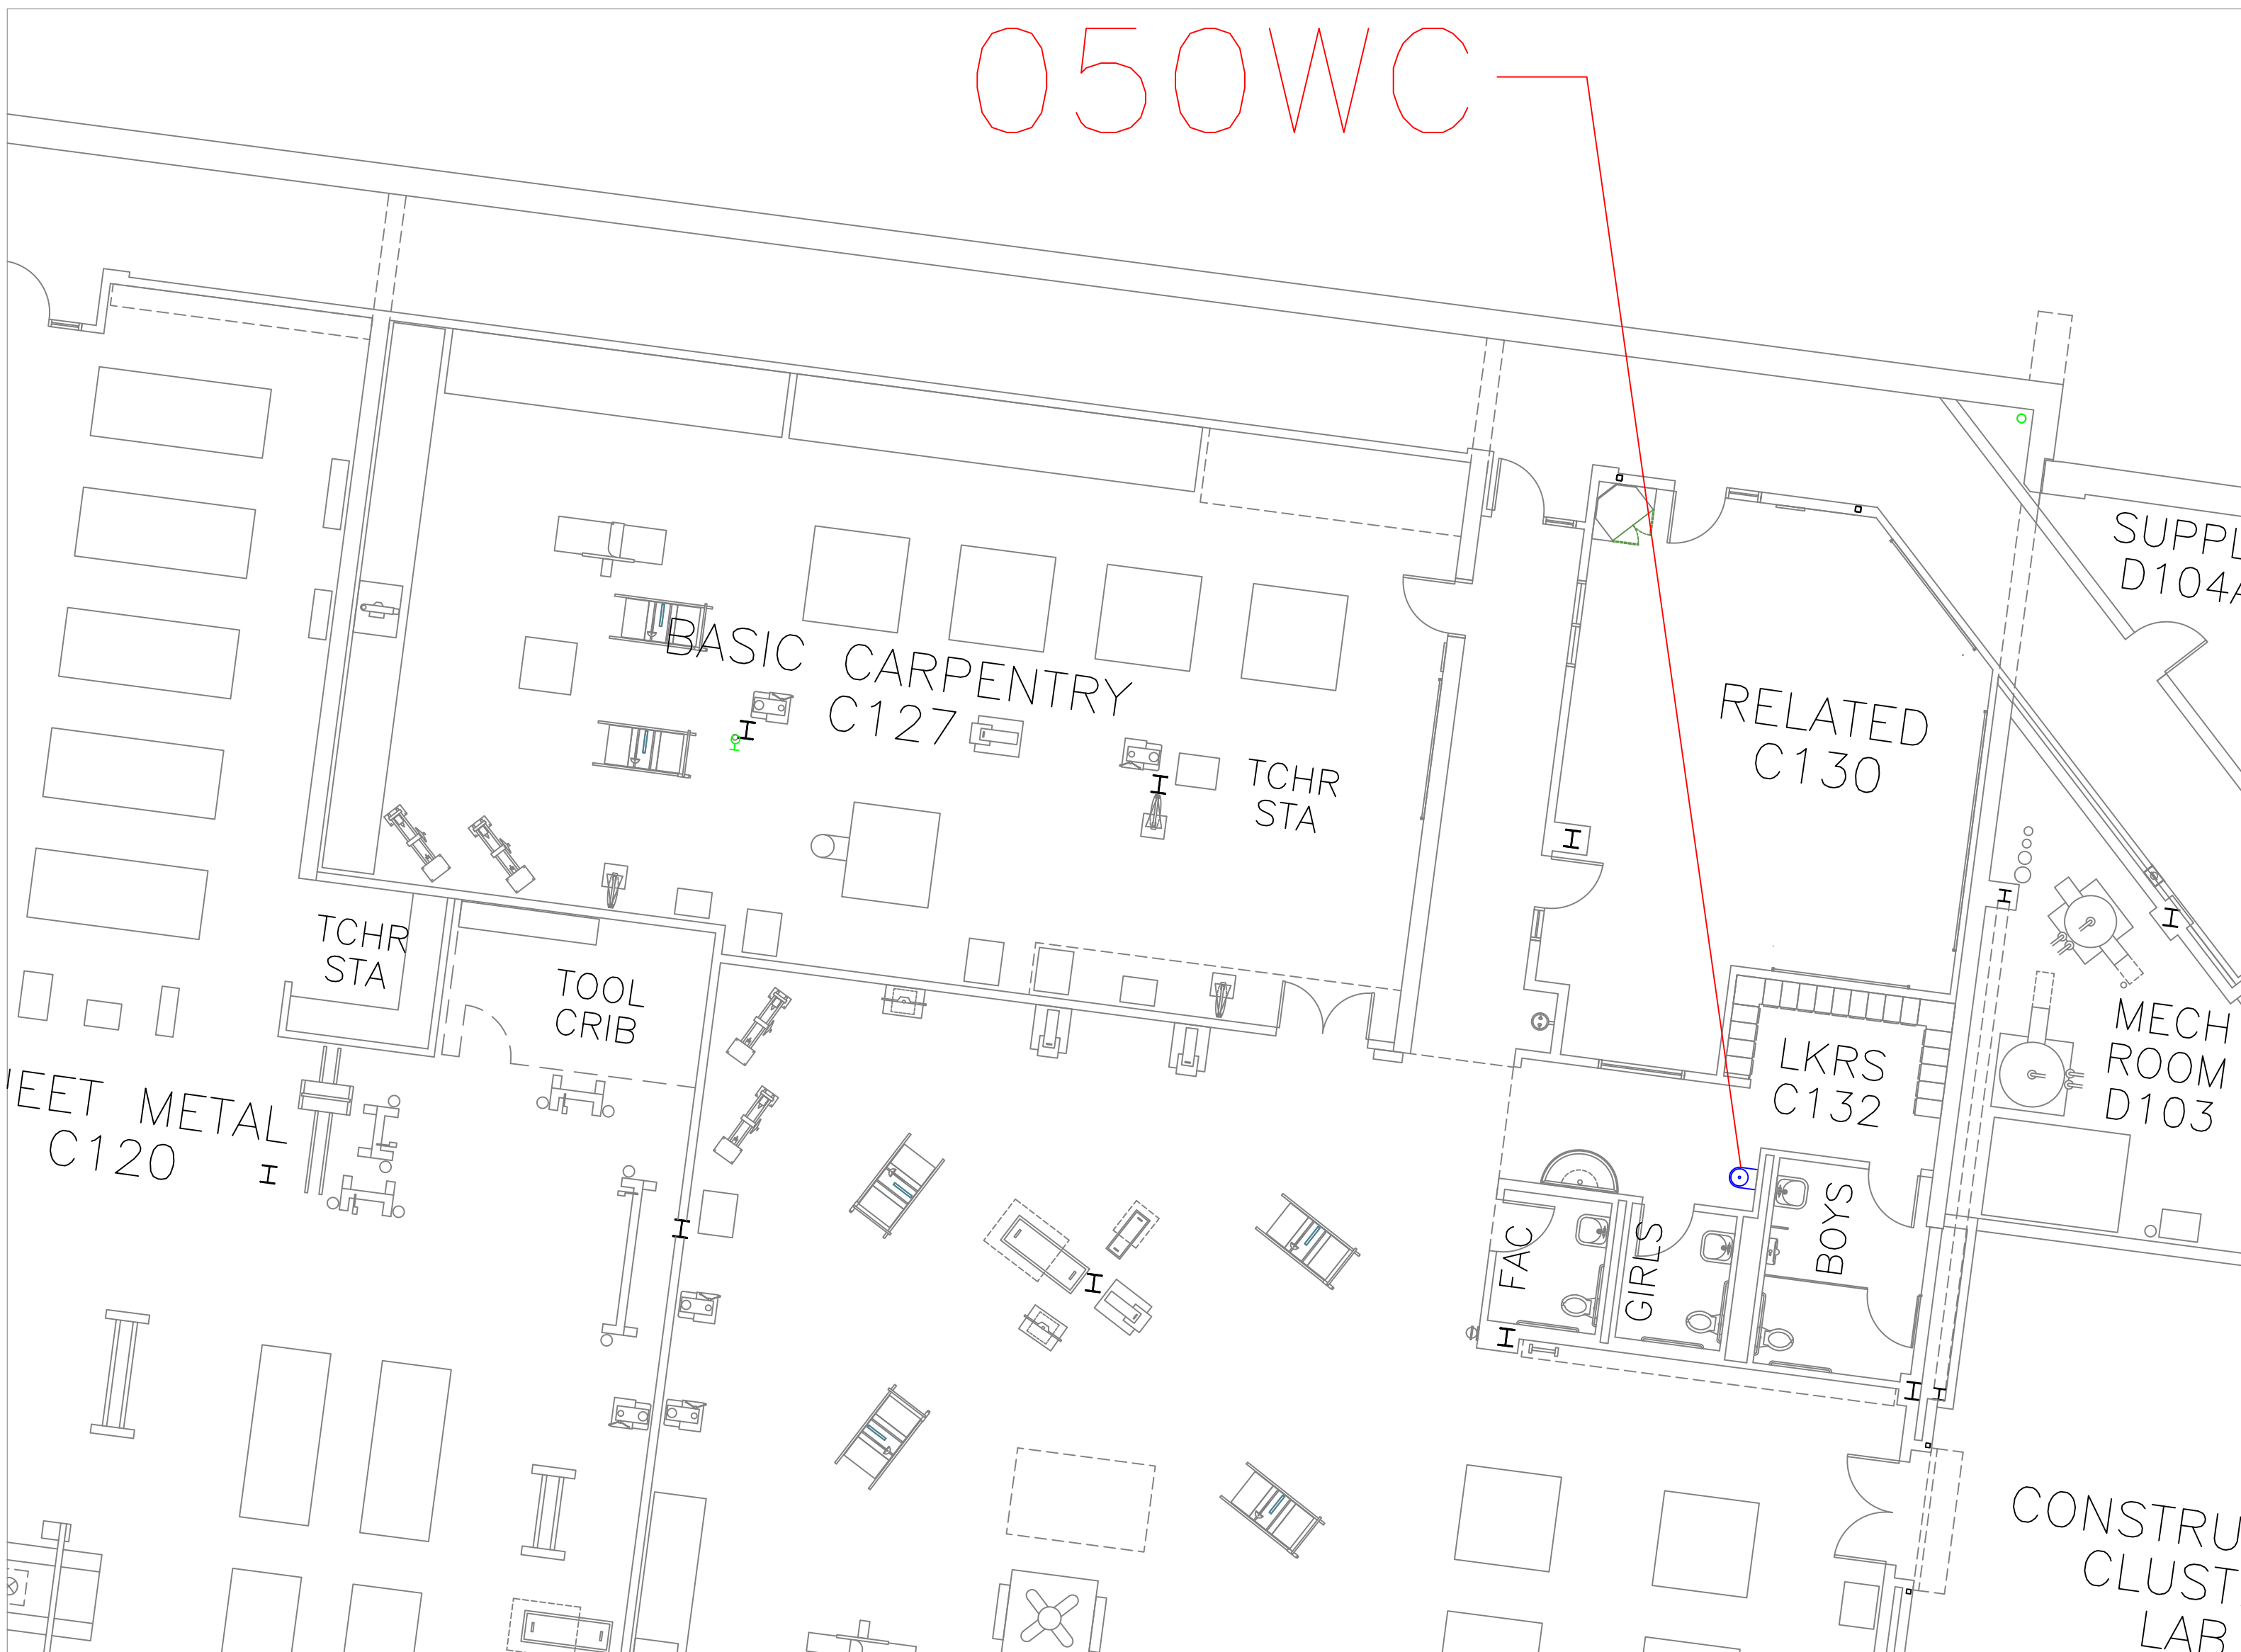 050WC
SUPPL
D104A
BASIC CARPENTRY
C127
RELATED
C130
TCHR
STA
TCHR
STA
TOOL
CRIB
MECH
ROOM
D103
LKRS
C132
EET METAL
C120
FAC
GIRLS
BOYS
CONSTRU
CLUST
LAB